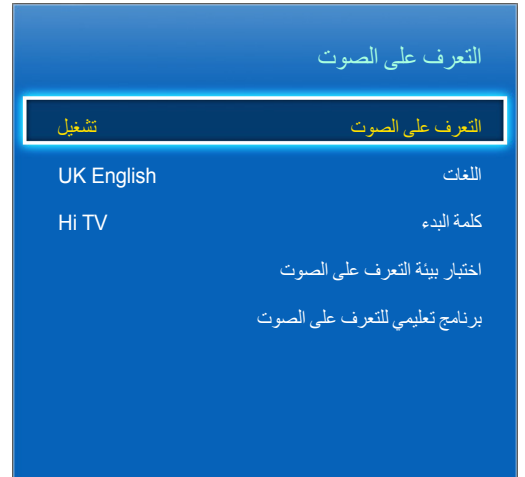 التعرف على الصوت
التعرف على الصوت تشغيل
اللغات UK English
كلمة البدء Hi TV
اختبار بيئة التعرف على الصوت
برنامج تعليمي للتعرف على الصوت